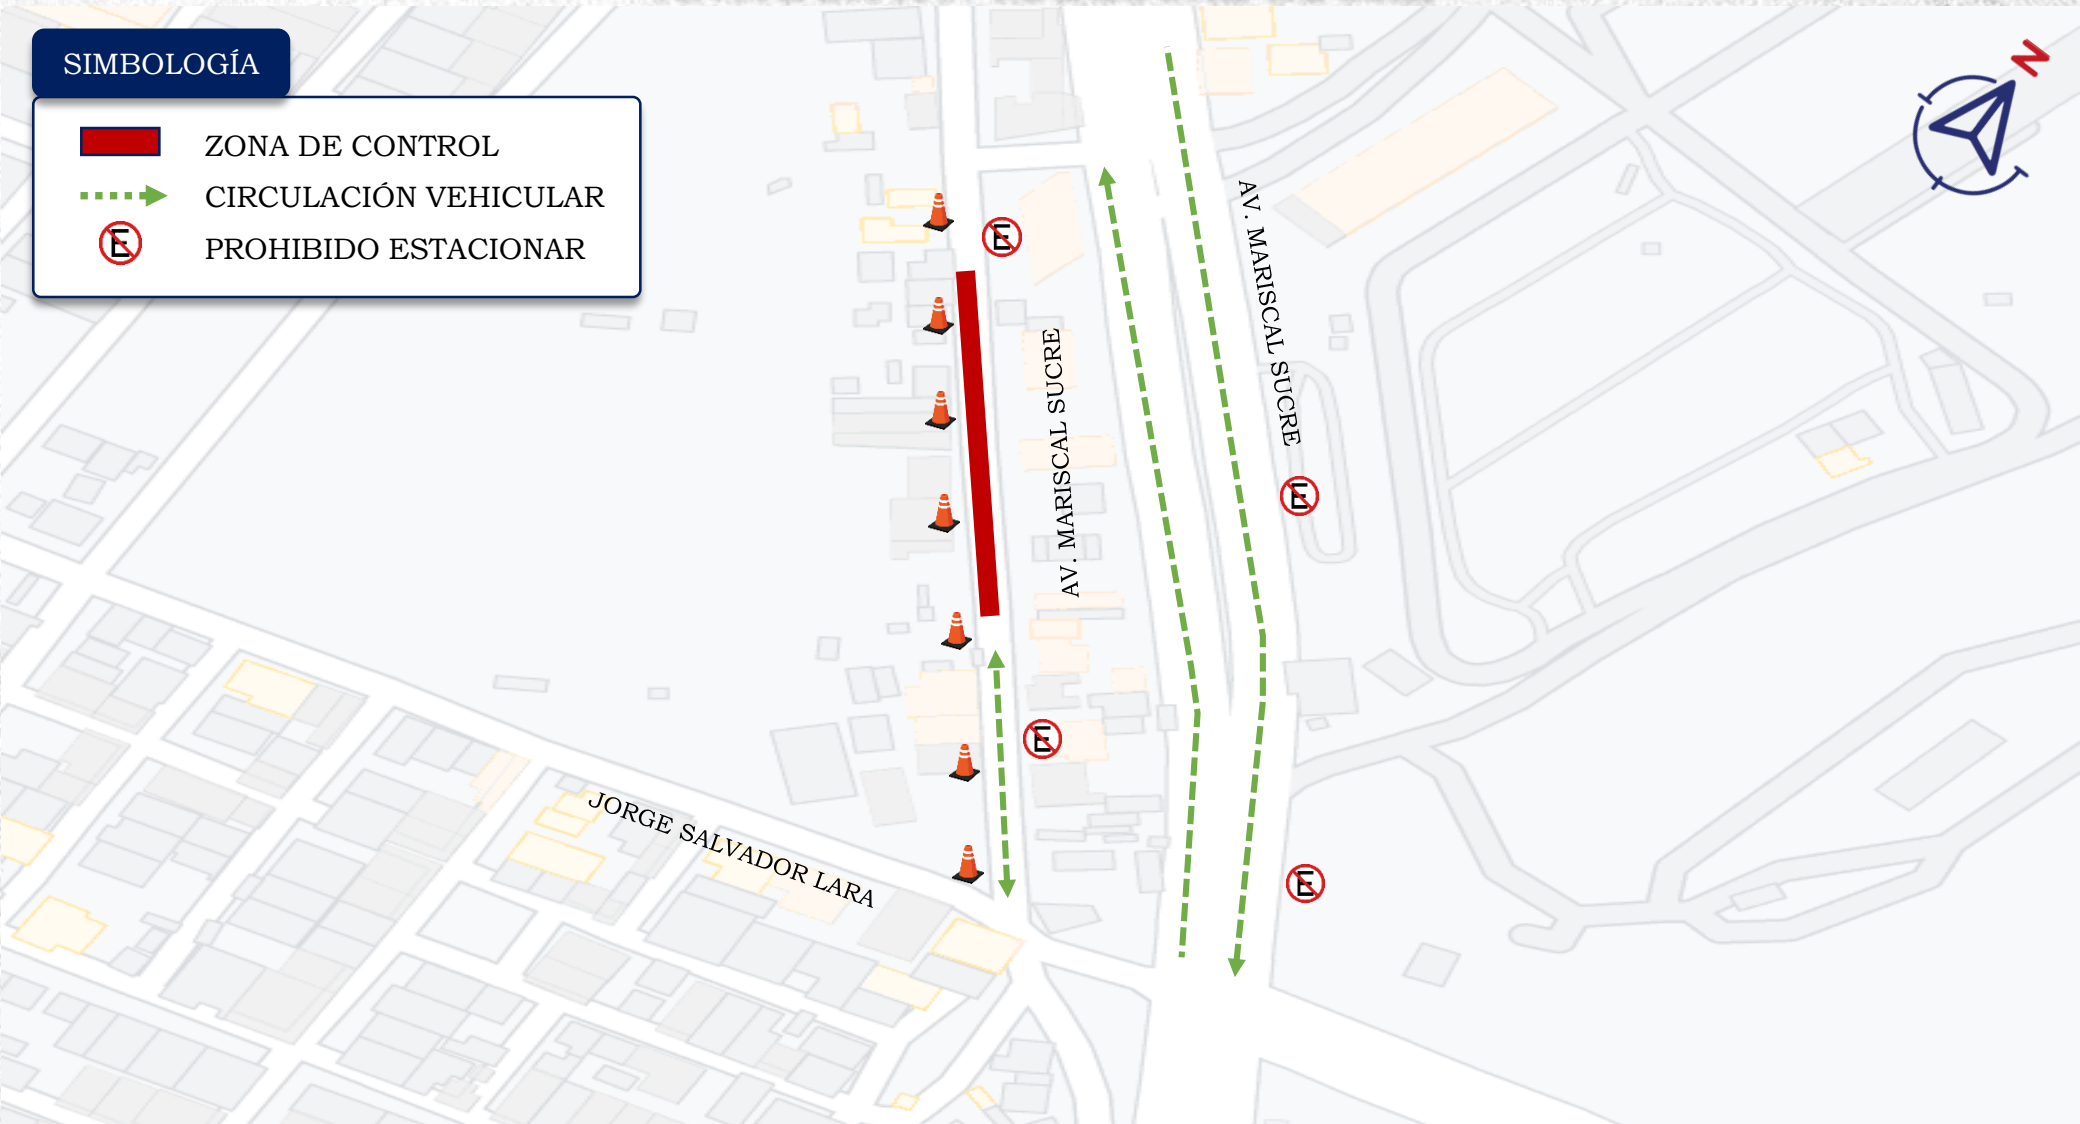 SIMBOLOGÍA
ZONA DE CONTROL
CIRCULACIÓN VEHICULAR
E
PROHIBIDO ESTACIONAR
N
E
AV. MARISCAL SUCRE
AV. MARISCAL SUCRE
E
E
JORGE SALVADOR LARA
E